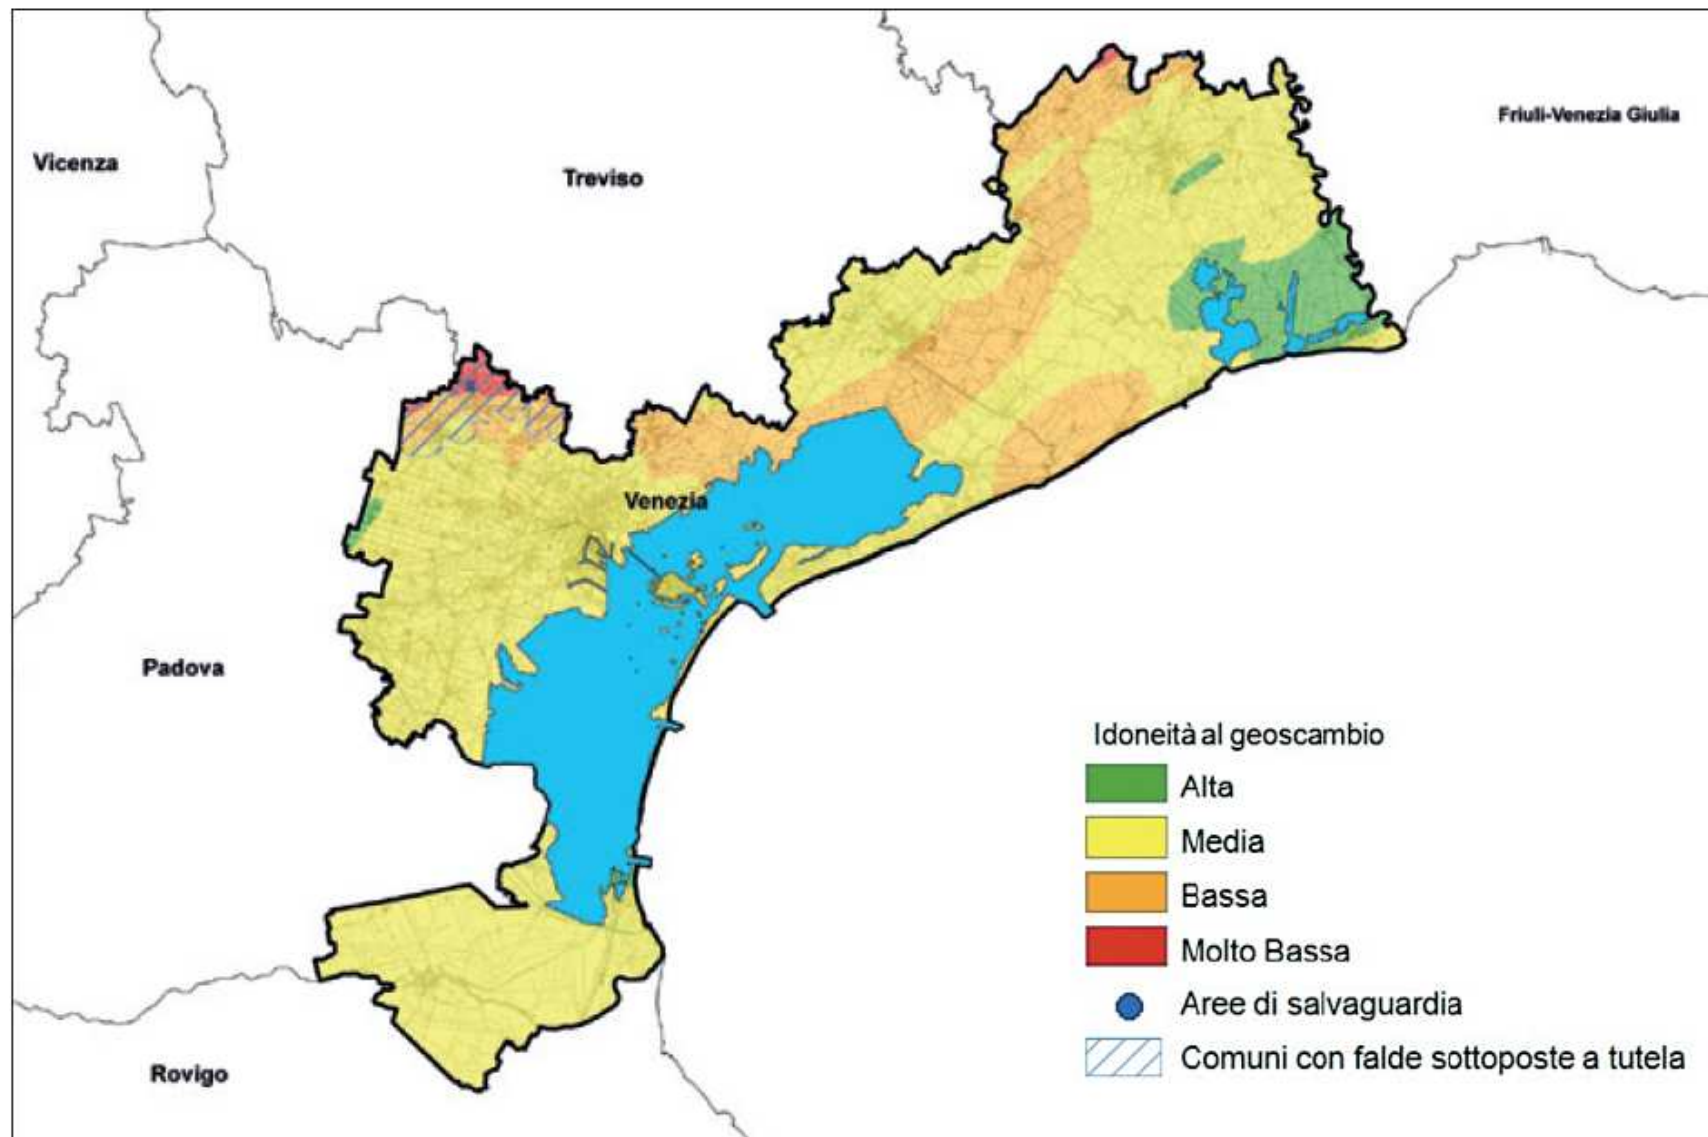 Friuli-Venezia Giulia
Vicenza
Treviso
Venezia
Padova
Rovigo
Idoneità al geoscambio
Alta
Media
Bassa
Molto Bassa
Aree di salvaguardia
Comuni con falde sottoposte a tutela